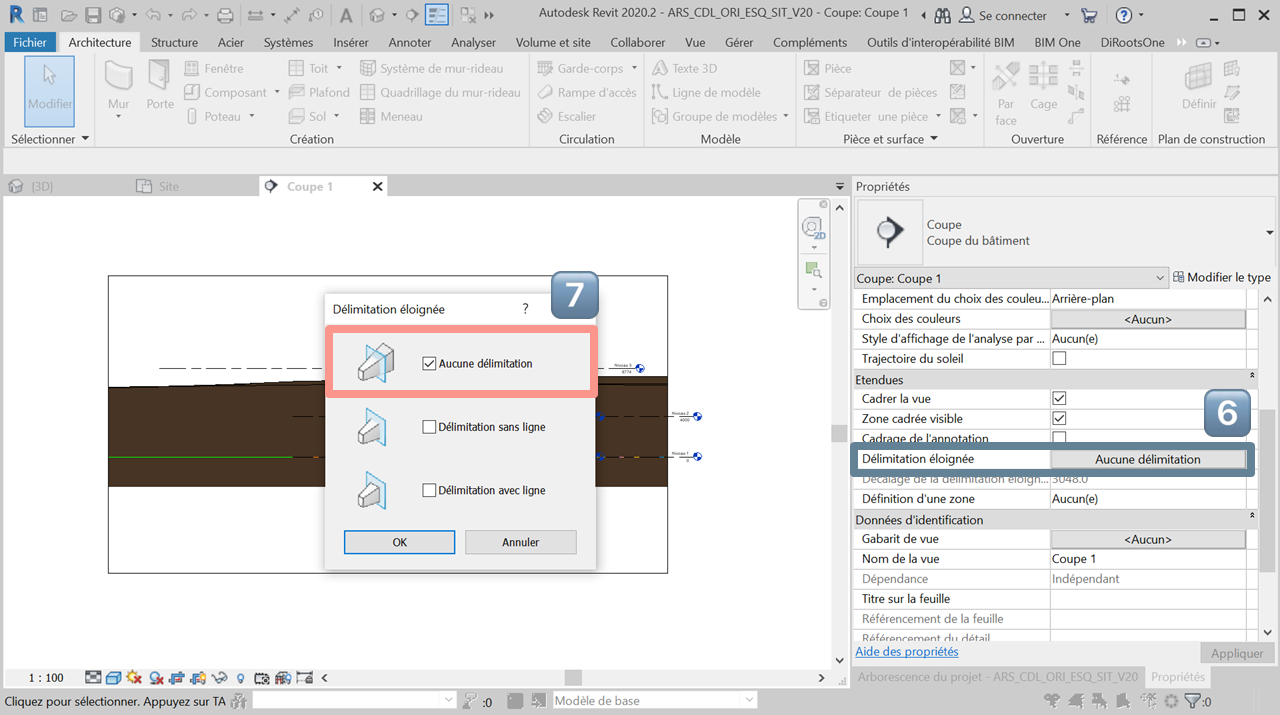 Autodesk Revit 2020.2 - ARS_CDL_ORI_ESQ_SIT_V20 - Coupe: Coupe 1
Se connecter
Fichier Architecture Structure Acier Systèmes Insérer Annoter Analyser Volume et site Collaborer Vue Gérer Compléments Outils d'interopérabilité BIM BIM One DiRootsOne
Modifier
Sélectionner
Mur
Porte
Fenêtre
Composant
Poteau
Toit
Plafond
Sol
Système de mur-rideau
Quadrillage du mur-rideau
Meneau
Création
Garde-corps
Rampe d'accès
Escalier
Circulation
Texte 3D
Ligne de modèle
Groupe de modèles
Modèle
Pièce
Séparateur de pièces
Etiqueter une pièce
Pièce et surface
Par face
Cage
Ouverture
Référence
Définir
Plan de construction
[3D]
Site
Coupe 1
2D
Niveau 3
Niveau 2
4000
Niveau 1
0
7
Délimitation éloignée
?
Aucune délimitation
Délimitation sans ligne
Délimitation avec ligne
OK
Annuler
Propriétés
Coupe
Coupe du bâtiment
Coupe: Coupe 1
Modifier le type
Emplacement du choix des couleu... Arrière-plan
Choix des couleurs <Aucun>
Style d'affichage de l'analyse par ... Aucun(e)
Trajectoire du soleil
Etendues
Cadrer la vue
Zone cadrée visible
6
Cadrage de l'annotation
Délimitation éloignée Aucune délimitation
Décalage de la délimitation éloign... 3048.0
Définition d'une zone Aucun(e)
Données d'identification
Gabarit de vue <Aucun>
Nom de la vue Coupe 1
Dépendance Indépendant
Titre sur la feuille
Référencement de la feuille
Référencement du détail
Aide des propriétés
Appliquer
Arborescence du projet - ARS_CDL_ORI_ESQ_SIT_V20
Propriétés
1 : 100
Cliquez pour sélectionner. Appuyez sur TA
:0
Modèle de base
:0